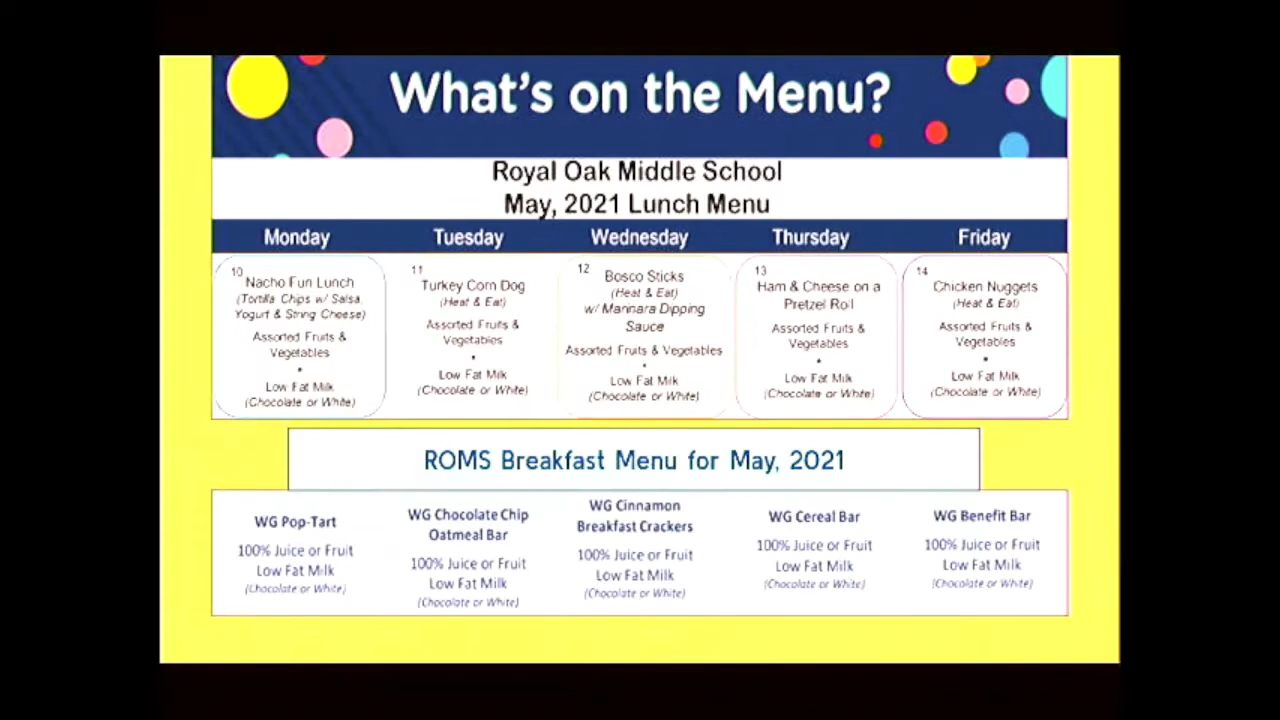 What's on the Menu?
Royal Oak Middle School
May, 2021 Lunch Menu
Monday
Tuesday
Wednesday
Thursday
Friday
10
Nacho Fun Lunch
(Tortilla Chips w/ Salsa,
Yogurt & String Cheese)
Assorted Fruits &
Vegetables
•
Low Fat Milk
(Chocolate or White)
11
Turkey Corn Dog
(Heat & Eat)
Assorted Fruits &
Vegetables
•
Low Fat Milk
(Chocolate or White)
12
Bosco Sticks
(Heat & Eat)
w/ Marinara Dipping
Sauce
Assorted Fruits & Vegetables
•
Low Fat Milk
(Chocolate or White)
13
Ham & Cheese on a
Pretzel Roll
Assorted Fruits &
Vegetables
•
Low Fat Milk
(Chocolate or White)
14
Chicken Nuggets
(Heat & Eat)
Assorted Fruits &
Vegetables
•
Low Fat Milk
(Chocolate or White)
ROMS Breakfast Menu for May, 2021
WG Pop-Tart
100% Juice or Fruit
Low Fat Milk
(Chocolate or White)
WG Chocolate Chip
Oatmeal Bar
100% Juice or Fruit
Low Fat Milk
(Chocolate or White)
WG Cinnamon
Breakfast Crackers
100% Juice or Fruit
Low Fat Milk
(Chocolate or White)
WG Cereal Bar
100% Juice or Fruit
Low Fat Milk
(Chocolate or White)
WG Benefit Bar
100% Juice or Fruit
Low Fat Milk
(Chocolate or White)